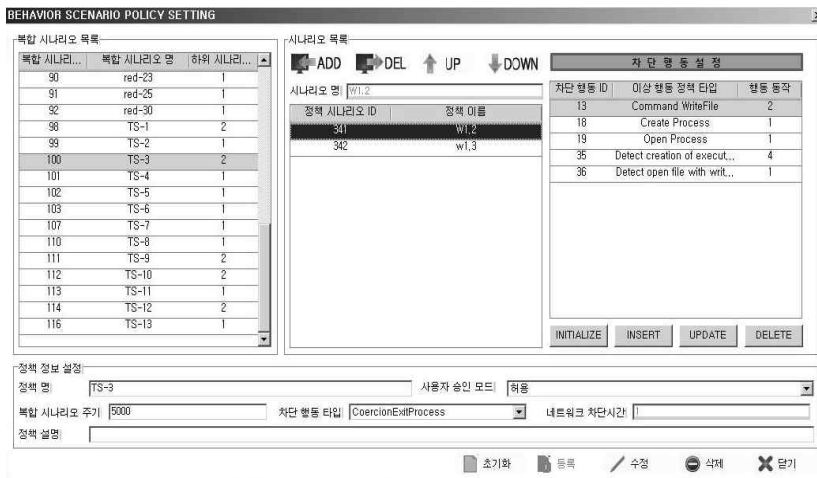 BEHAVIOR SCENARIO POLICY SETTING
복합 시나리오 목록
복합 시나리... 복합 시나리오 명 하위 시나리...
90 red-23 1
91 red-25 1
92 red-30 1
98 TS-1 2
99 TS-2 1
100 TS-3 2
101 TS-4 1
102 TS-5 1
103 TS-6 1
107 TS-7 1
110 TS-8 1
111 TS-9 2
112 TS-10 2
113 TS-11 1
114 TS-12 2
116 TS-13 1
시나리오 목록
ADD DEL UP DOWN
시나리오 명 W1.2
정책 시나리오 ID 정책 이름
341 W1.2
342 w1.3
차 단 행 동 설 정
차단 행동 ID 이상 행동 정책 타입 행동 동작
13 Command WriteFile 2
18 Create Process 1
19 Open Process 1
35 Detect creation of execut... 4
36 Detect open file with writ... 1
INITIALIZE INSERT UPDATE DELETE
정책 정보 설정
정책 명 TS-3 사용자 승인 모드 허용
복합 시나리오 주기 5000 차단 행동 타입 CoercionExitProcess 네트워크 차단시간 1
정책 설명
초기화 등록 수정 삭제 닫기